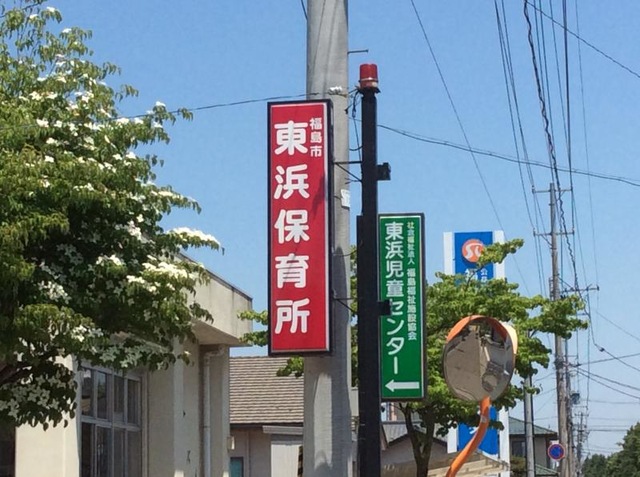 福島市
東浜保育所
社会福祉法人 福島福祉施設協会
東浜児童センター